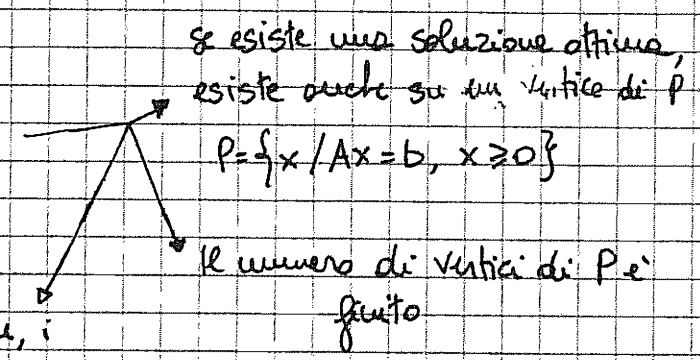 se esiste una soluzione ottima,
esiste anche su un vertice di P
P={x/Ax=b, x≥0}
il numero di vertici di P è
finito
i